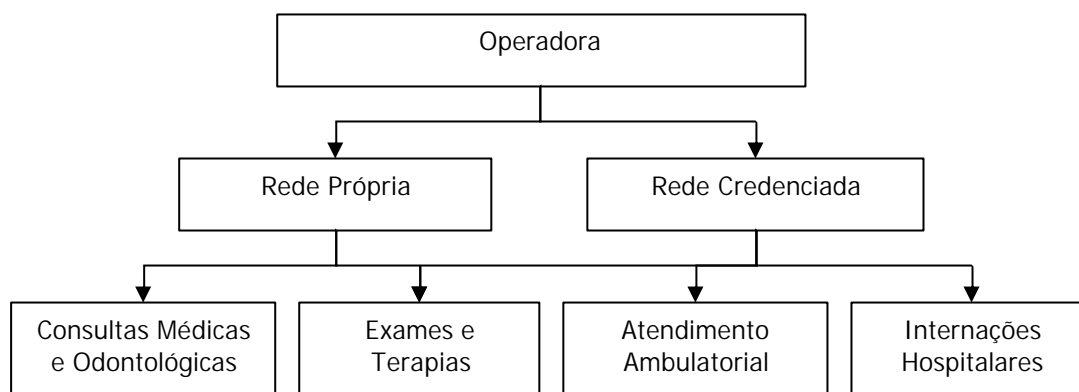 Operadora
Rede Própria
Rede Credenciada
Consultas Médicas
e Odontológicas
Exames e
Terapias
Atendimento
Ambulatorial
Internações
Hospitalares